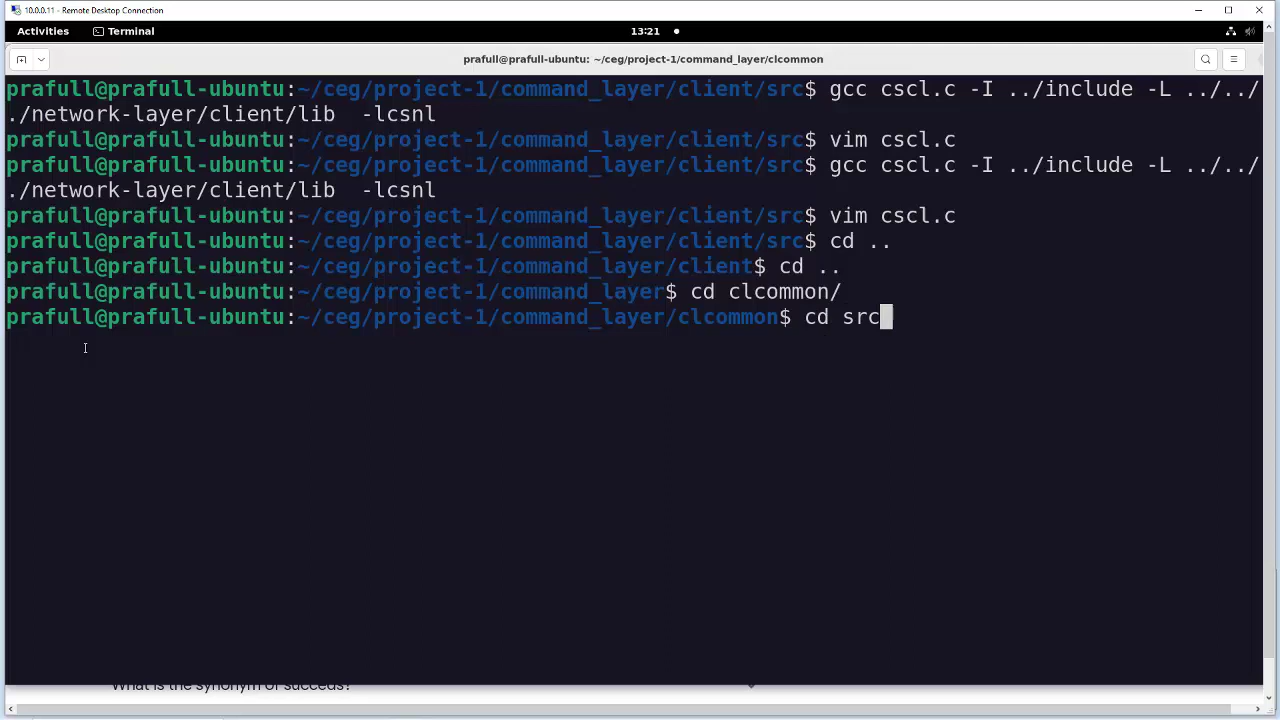 10.0.0.11 - Remote Desktop Connection
Activities Terminal 13:21
prafull@prafull-ubuntu: ~/ceg/project-1/command_layer/clcommon
prafull@prafull-ubuntu:~/ceg/project-1/command_layer/client/src$ gcc cscl.c -I ../include -L ../../
./network-layer/client/lib  -lcsnl
prafull@prafull-ubuntu:~/ceg/project-1/command_layer/client/src$ vim cscl.c
prafull@prafull-ubuntu:~/ceg/project-1/command_layer/client/src$ gcc cscl.c -I ../include -L ../../
./network-layer/client/lib  -lcsnl
prafull@prafull-ubuntu:~/ceg/project-1/command_layer/client/src$ vim cscl.c
prafull@prafull-ubuntu:~/ceg/project-1/command_layer/client/src$ cd ..
prafull@prafull-ubuntu:~/ceg/project-1/command_layer/client$ cd ..
prafull@prafull-ubuntu:~/ceg/project-1/command_layer$ cd clcommon/
prafull@prafull-ubuntu:~/ceg/project-1/command_layer/clcommon$ cd src
What is the synonym of succeds?